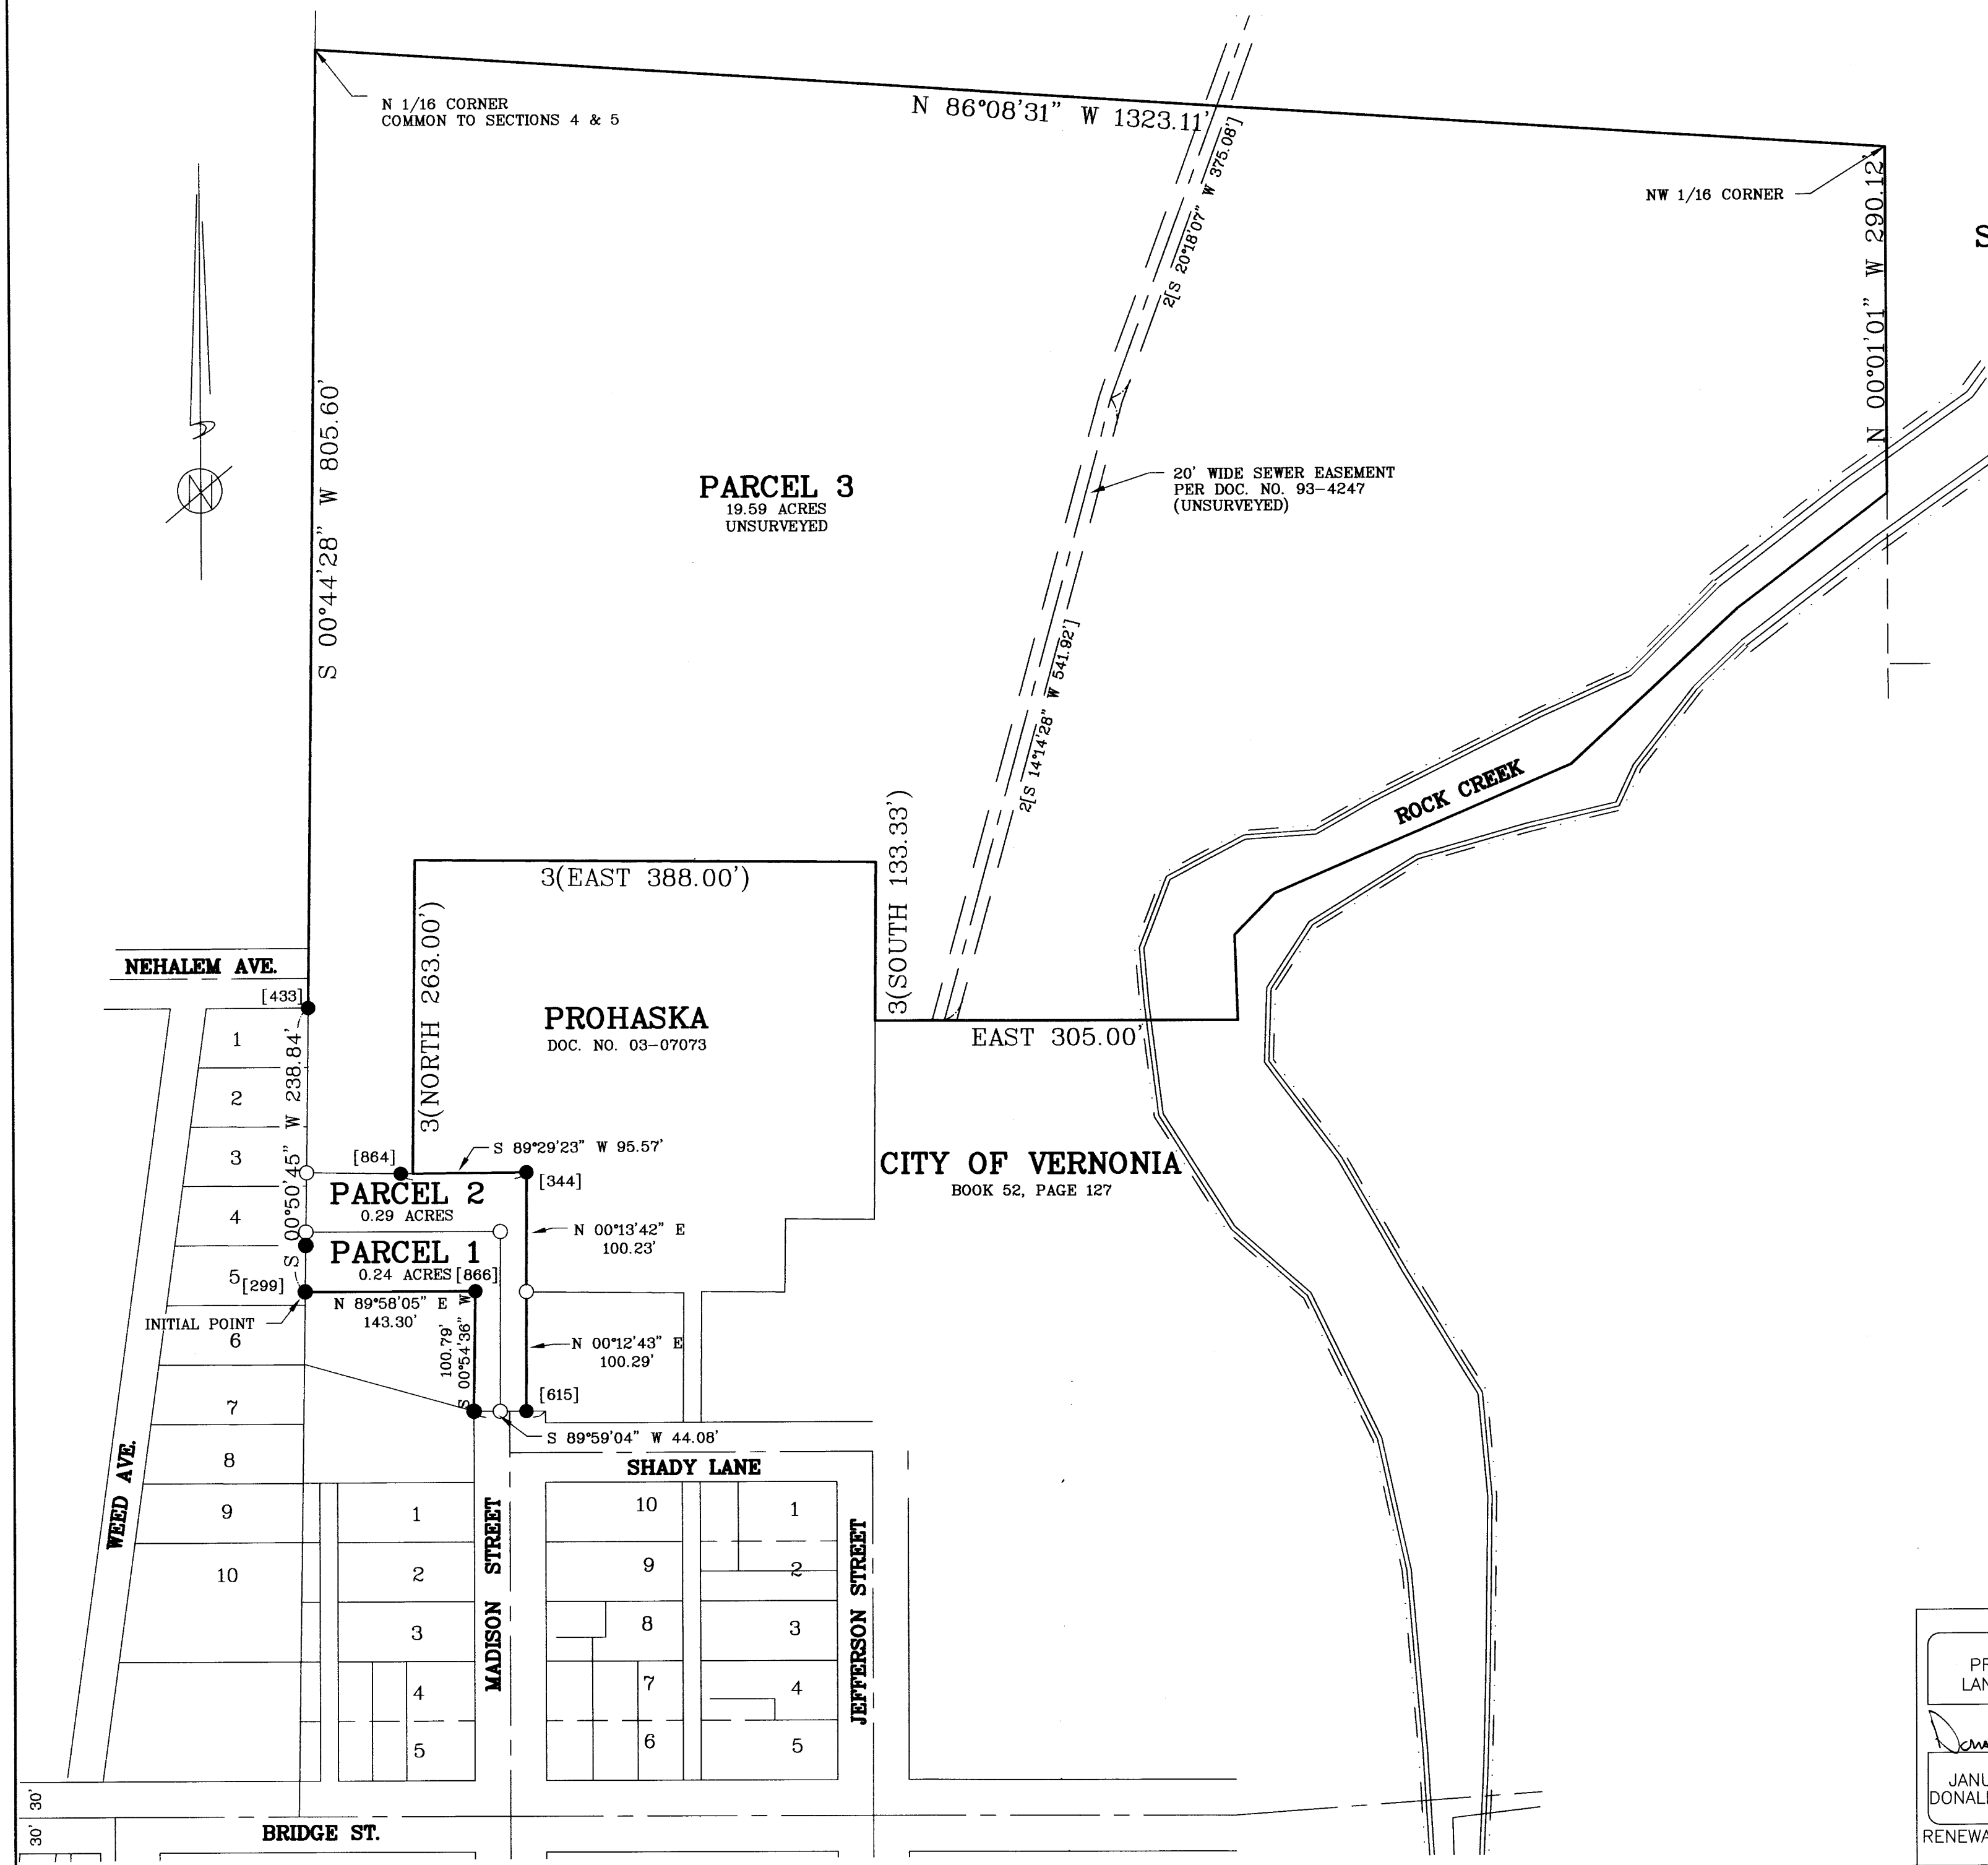 N 1/16 CORNER
COMMON TO SECTIONS 4 & 5
N 86°08'31" W 1323.11'
NW 1/16 CORNER
N 00°01'01" W 290.12'
S
2[S 20°18'07" W 375.08']
S 00°44'28" W 805.60'
N
PARCEL 3
19.59 ACRES
UNSURVEYED
20' WIDE SEWER EASEMENT
PER DOC. NO. 93-4247
(UNSURVEYED)
2[S 14°14'28" W 541.92']
ROCK CREEK
3(EAST 388.00')
3(SOUTH 133.33')
3(NORTH 263.00')
NEHALEM AVE.
[433]
PROHASKA
DOC. NO. 03-07073
EAST 305.00'
1
2
3
4
5
6
7
8
9
10
S 00°50'45" W 238.84'
[864]
S 89°29'23" W 95.57'
[344]
PARCEL 2
0.29 ACRES
CITY OF VERNONIA
BOOK 52, PAGE 127
N 00°13'42" E
100.23'
PARCEL 1
0.24 ACRES
[866]
[299]
N 89°58'05" E
143.30'
INITIAL POINT
S 00°54'36" W
100.79'
N 00°12'43" E
100.29'
[615]
S 89°59'04" W 44.08'
SHADY LANE
WEED AVE.
MADISON STREET
JEFFERSON STREET
1
2
3
4
5
10
9
8
7
6
1
2
3
4
5
30'
30'
BRIDGE ST.
PR
LAN
JANU
DONALD
RENEWA